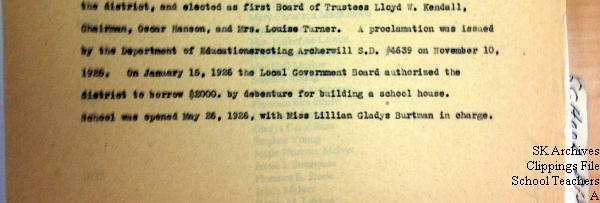 the district, and elected as first Board of Trustees Lloyd W. Kendall,
Chairman, Oscar Hanson, and Mrs. Louise Turner. A proclamation was issued
by the Department of Educationerecting Archerwill S.D. #4639 on November 10,
1925. On January 15, 1926 the Local Government Board authorized the
district to borrow $2000. by debenture for building a school house.
School was opened May 26, 1926, with Miss Lillian Gladys Burtman in charge.
SK Archives
Clippings File
School Teachers
A